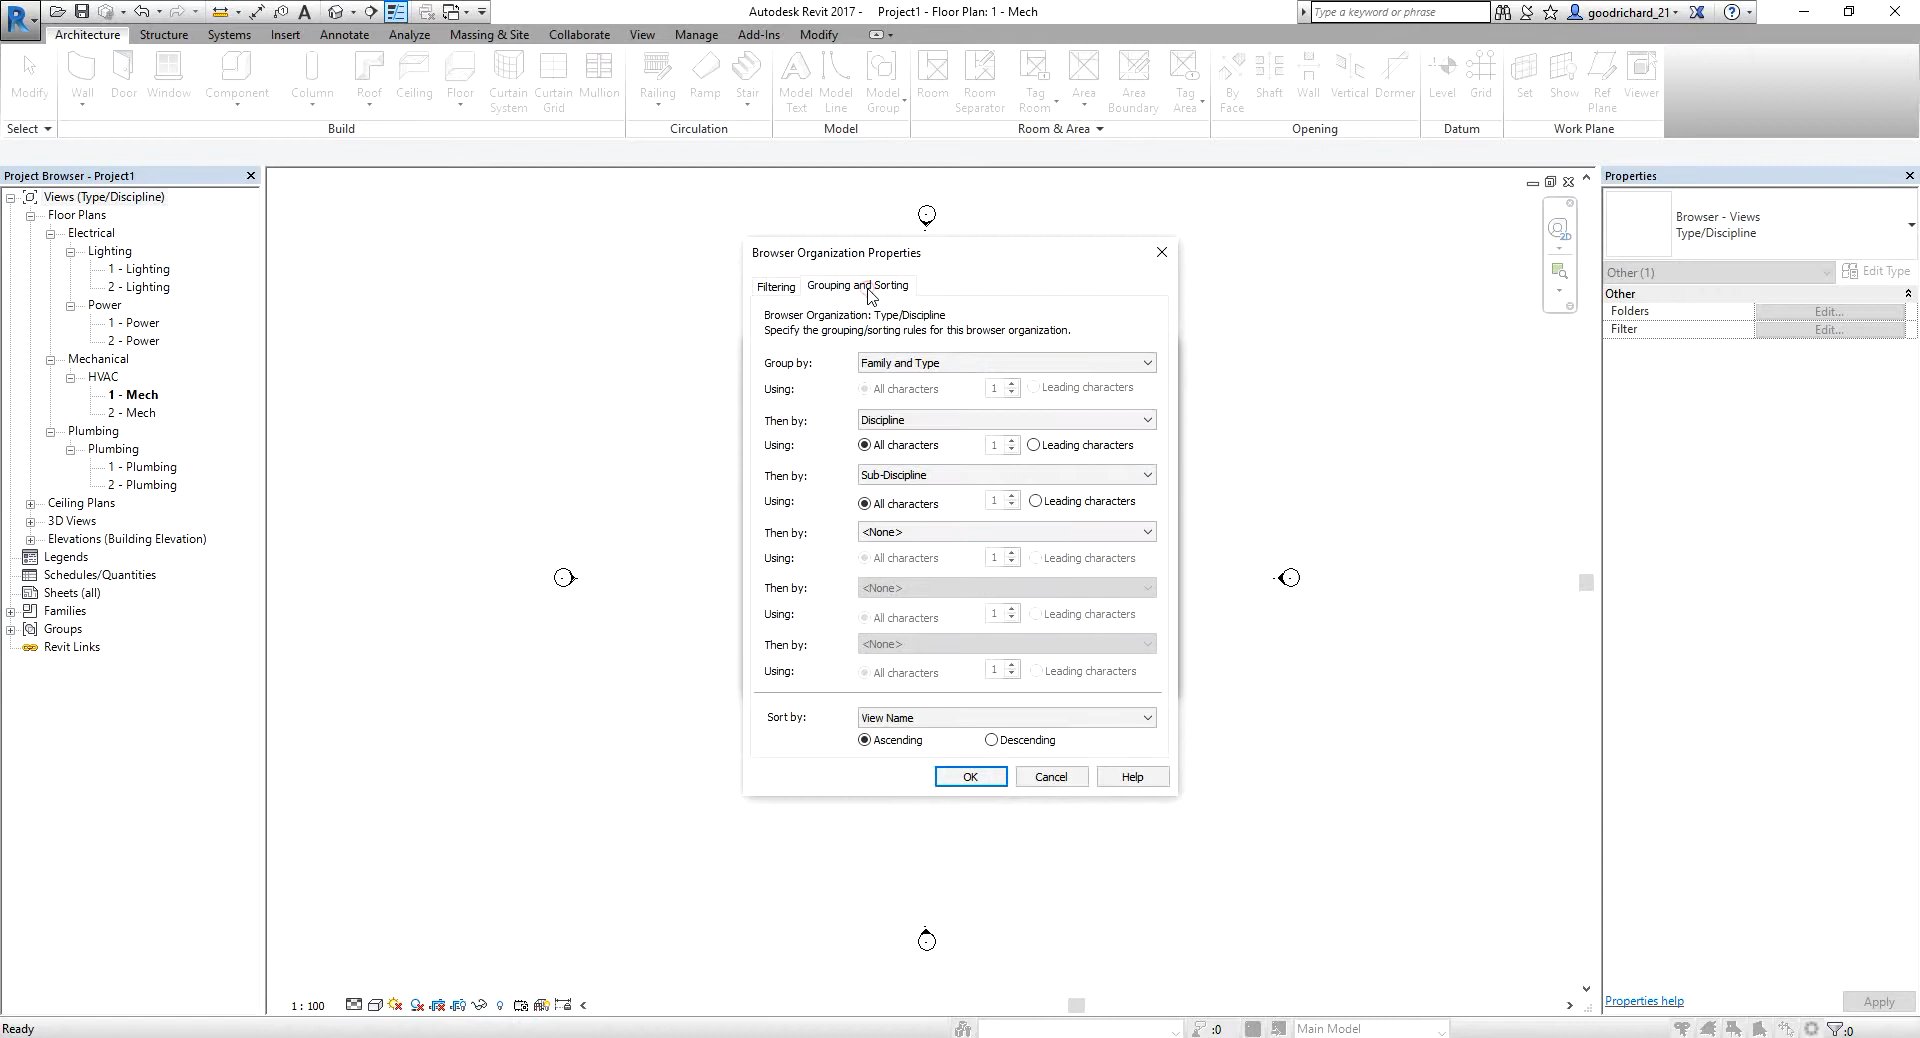 Autodesk Revit 2017 - Project1 - Floor Plan: 1 - Mech
Type a keyword or phrase
goodrichard_21
Architecture Structure Systems Insert Annotate Analyze Massing & Site Collaborate View Manage Add-Ins Modify
Modify Wall Door Window Component Column Roof Ceiling Floor Curtain System Curtain Grid Mullion Railing Ramp Stair Model Text Model Line Model Group Room Room Separator Tag Room Area Area Boundary Tag Area By Face Shaft Wall Vertical Dormer Level Grid Set Show Ref Plane Viewer
Select Build Circulation Model Room & Area Opening Datum Work Plane
Project Browser - Project1
Views (Type/Discipline)
Floor Plans
Electrical
Lighting
1 - Lighting
2 - Lighting
Power
1 - Power
2 - Power
Mechanical
HVAC
1 - Mech
2 - Mech
Plumbing
Plumbing
1 - Plumbing
2 - Plumbing
Ceiling Plans
3D Views
Elevations (Building Elevation)
Legends
Schedules/Quantities
Sheets (all)
Families
Groups
Revit Links
2D
Browser Organization Properties
Filtering Grouping and Sorting
Browser Organization: Type/Discipline
Specify the grouping/sorting rules for this browser organization.
Group by: Family and Type
Using: All characters 1 Leading characters
Then by: Discipline
Using: All characters 1 Leading characters
Then by: Sub-Discipline
Using: All characters 1 Leading characters
Then by: <None>
Using: All characters 1 Leading characters
Then by: <None>
Using: All characters 1 Leading characters
Then by: <None>
Using: All characters 1 Leading characters
Sort by: View Name
Ascending Descending
OK Cancel Help
Properties
Browser - Views
Type/Discipline
Other (1) Edit Type
Other
Folders Edit...
Filter Edit...
Properties help Apply
1 : 100
Ready :0 Main Model :0